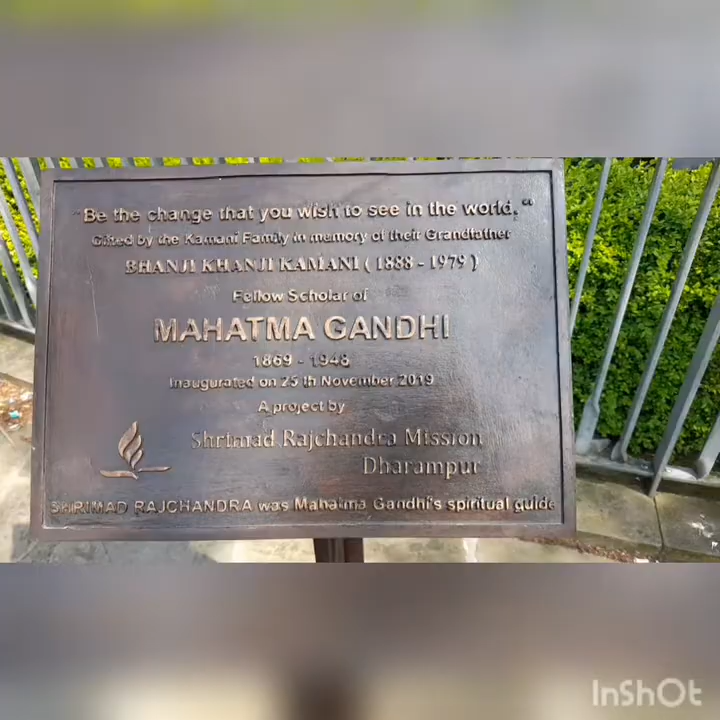 "Be the change that you wish to see in the world."
Gifted by the Kamani Family in memory of their Grandfather
BHANJI KHANJI KAMANI ( 1888 - 1979 )
Fellow Scholar of
MAHATMA GANDHI
1869 - 1948
Inaugurated on 25 th November 2019
A project by
Shrimad Rajchandra Mission
Dharampur
SHRIMAD RAJCHANDRA was Mahatma Gandhi's spiritual guide
InShOt